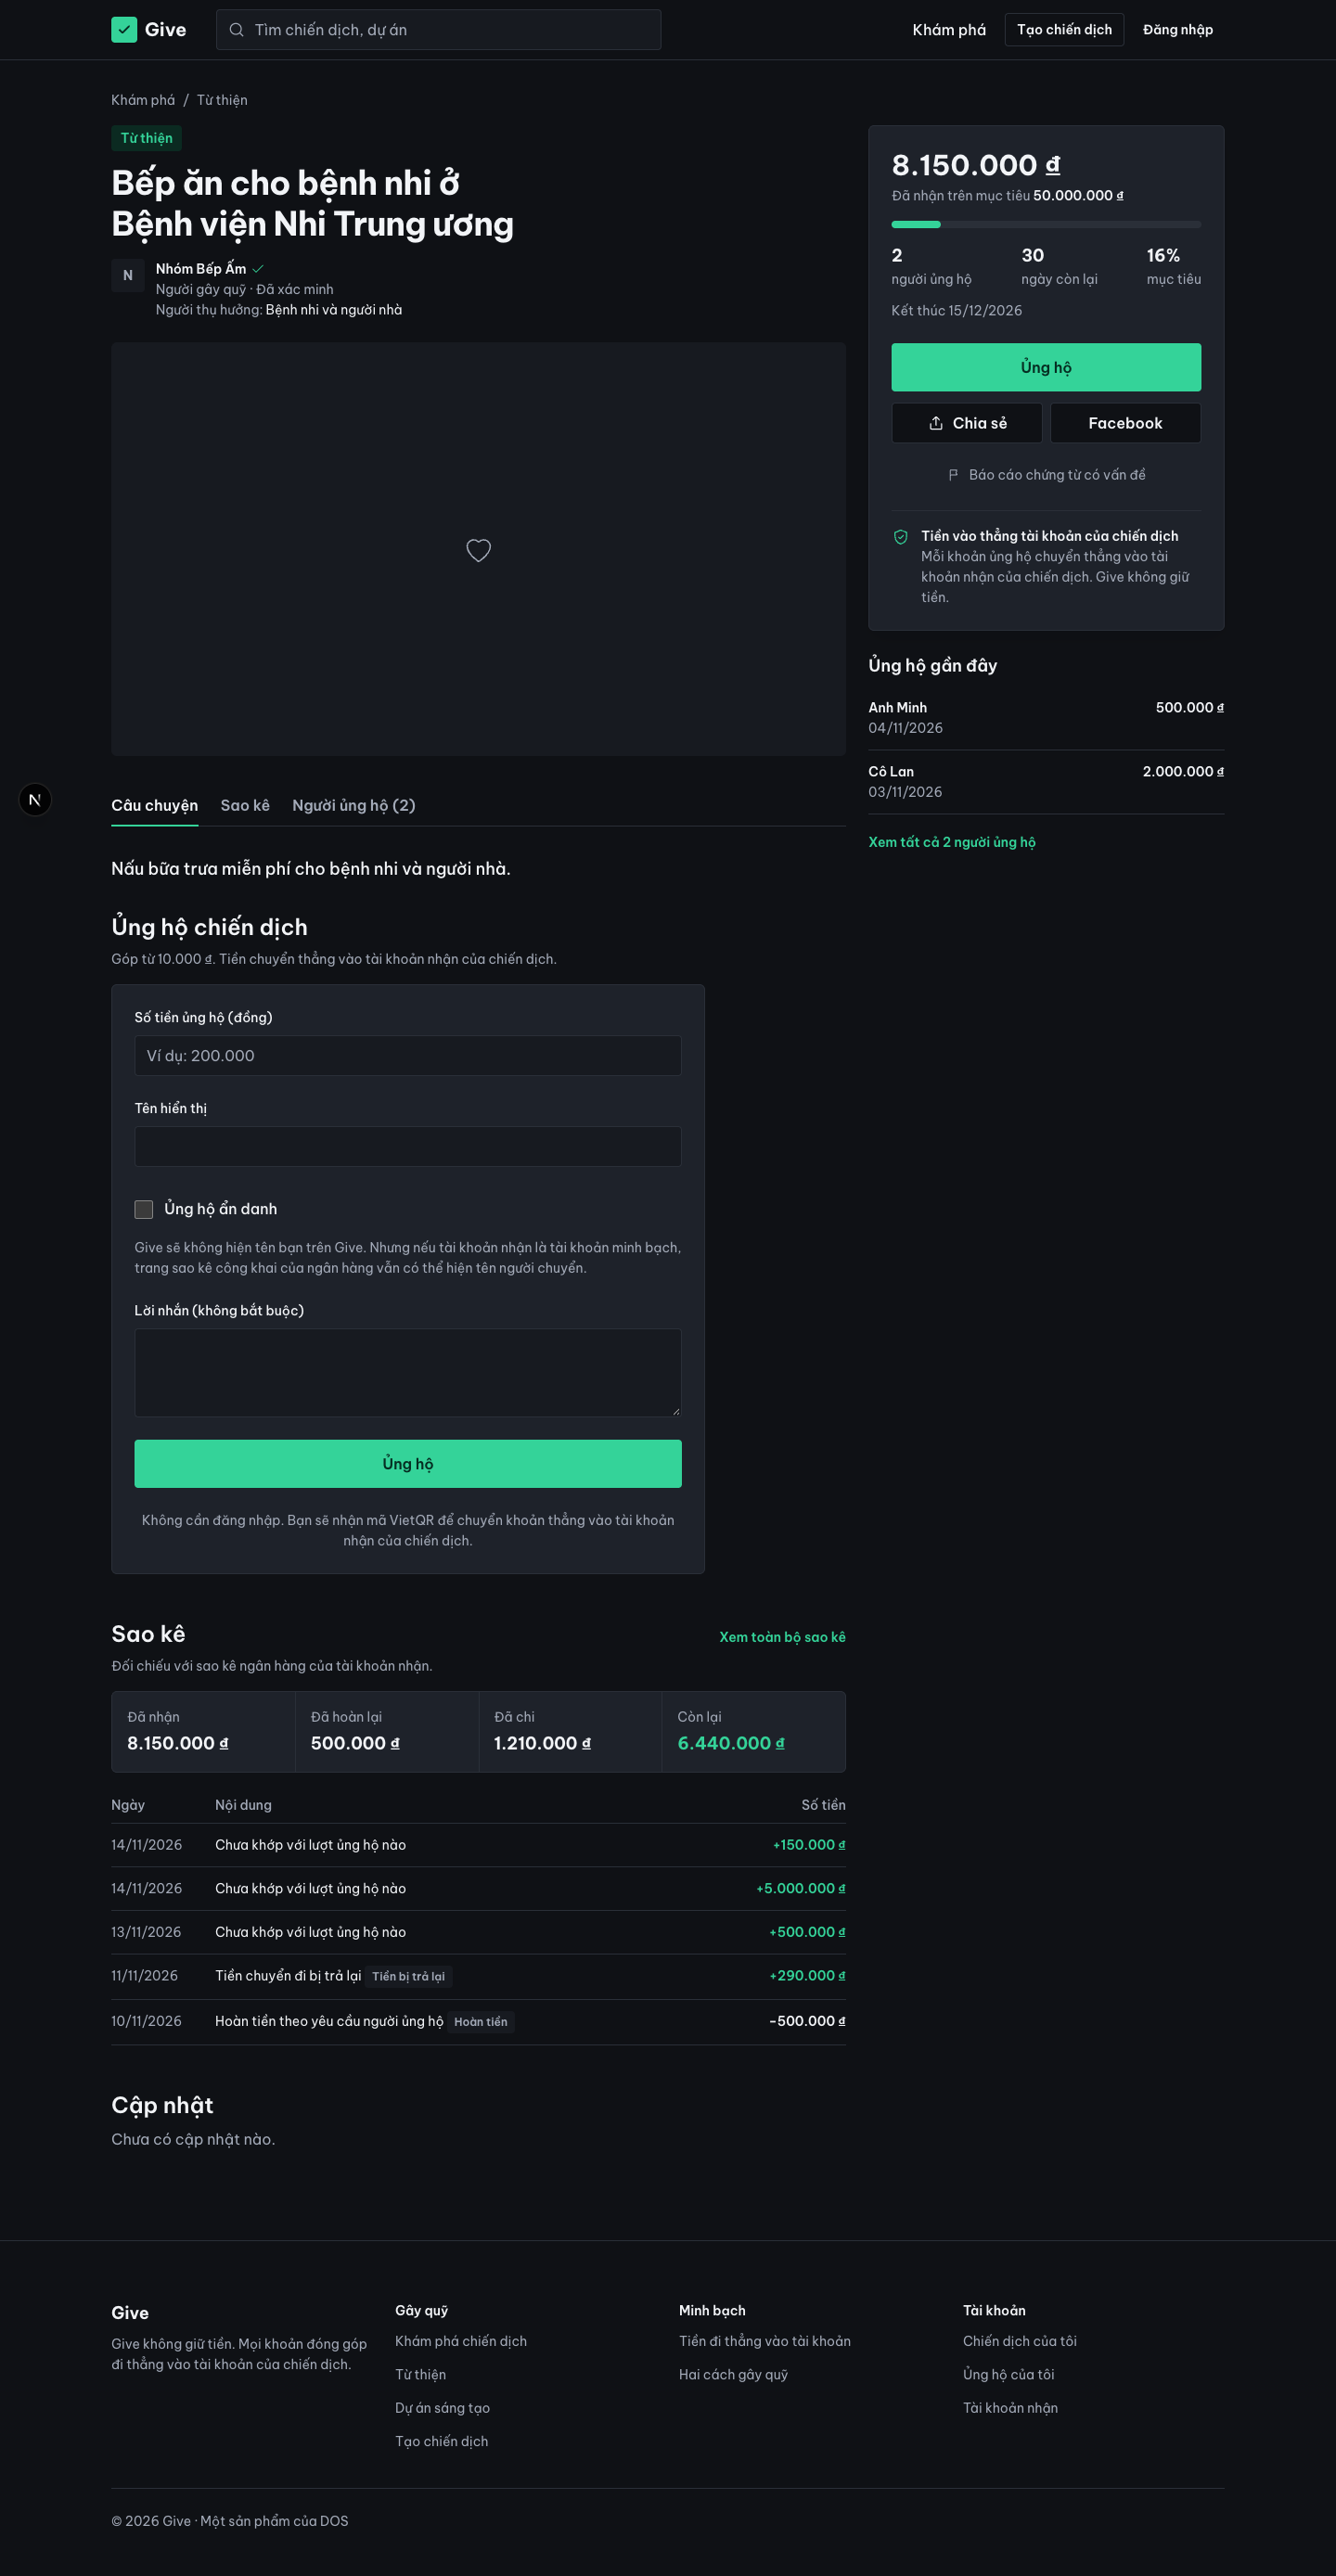 Give
Tìm chiến dịch, dự án
Khám phá
Tạo chiến dịch
Đăng nhập
Khám phá / Từ thiện
Từ thiện
Bếp ăn cho bệnh nhi ở
Bệnh viện Nhi Trung ương
N
Nhóm Bếp Ấm
Người gây quỹ · Đã xác minh
Người thụ hưởng: Bệnh nhi và người nhà
8.150.000 ₫
Đã nhận trên mục tiêu 50.000.000 ₫
2
người ủng hộ
30
ngày còn lại
16%
mục tiêu
Kết thúc 15/12/2026
Ủng hộ
Chia sẻ
Facebook
Báo cáo chứng từ có vấn đề
Tiền vào thẳng tài khoản của chiến dịch
Mỗi khoản ủng hộ chuyển thẳng vào tài
khoản nhận của chiến dịch. Give không giữ
tiền.
Ủng hộ gần đây
Anh Minh
500.000 ₫
04/11/2026
Cô Lan
2.000.000 ₫
03/11/2026
Xem tất cả 2 người ủng hộ
N
Câu chuyện
Sao kê
Người ủng hộ (2)
Nấu bữa trưa miễn phí cho bệnh nhi và người nhà.
Ủng hộ chiến dịch
Góp từ 10.000 ₫. Tiền chuyển thẳng vào tài khoản nhận của chiến dịch.
Số tiền ủng hộ (đồng)
Ví dụ: 200.000
Tên hiển thị
Ủng hộ ẩn danh
Give sẽ không hiện tên bạn trên Give. Nhưng nếu tài khoản nhận là tài khoản minh bạch,
trang sao kê công khai của ngân hàng vẫn có thể hiện tên người chuyển.
Lời nhắn (không bắt buộc)
Ủng hộ
Không cần đăng nhập. Bạn sẽ nhận mã VietQR để chuyển khoản thẳng vào tài khoản
nhận của chiến dịch.
Sao kê
Xem toàn bộ sao kê
Đối chiếu với sao kê ngân hàng của tài khoản nhận.
Đã nhận
8.150.000 ₫
Đã hoàn lại
500.000 ₫
Đã chi
1.210.000 ₫
Còn lại
6.440.000 ₫
Ngày Nội dung Số tiền
14/11/2026 Chưa khớp với lượt ủng hộ nào +150.000 ₫
14/11/2026 Chưa khớp với lượt ủng hộ nào +5.000.000 ₫
13/11/2026 Chưa khớp với lượt ủng hộ nào +500.000 ₫
11/11/2026 Tiền chuyển đi bị trả lại Tiền bị trả lại +290.000 ₫
10/11/2026 Hoàn tiền theo yêu cầu người ủng hộ Hoàn tiền -500.000 ₫
Cập nhật
Chưa có cập nhật nào.
Give
Give không giữ tiền. Mọi khoản đóng góp
đi thẳng vào tài khoản của chiến dịch.
Gây quỹ
Khám phá chiến dịch
Từ thiện
Dự án sáng tạo
Tạo chiến dịch
Minh bạch
Tiền đi thẳng vào tài khoản
Hai cách gây quỹ
Tài khoản
Chiến dịch của tôi
Ủng hộ của tôi
Tài khoản nhận
© 2026 Give · Một sản phẩm của DOS